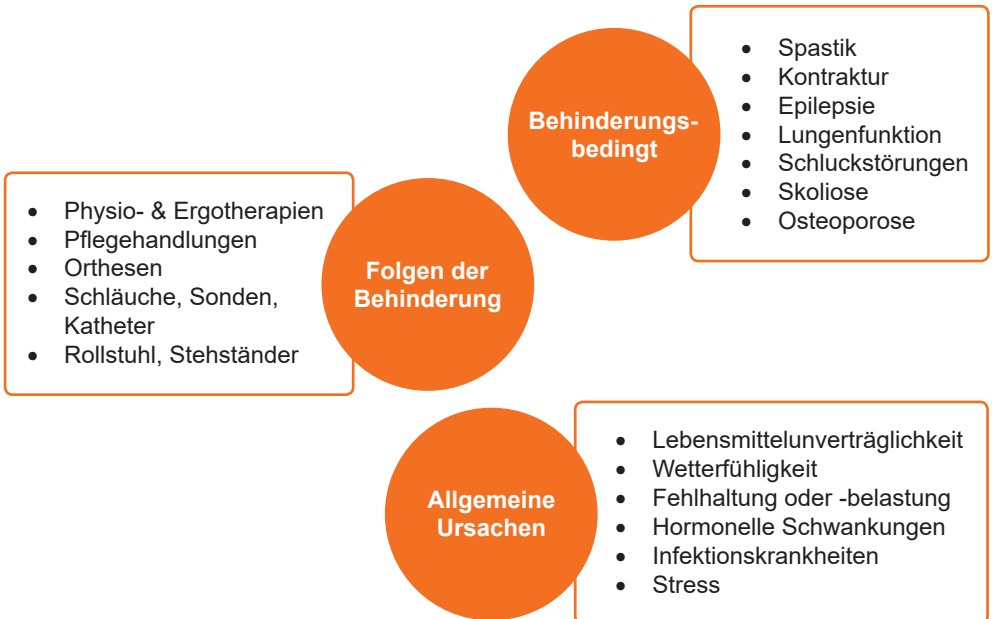 Behinderungs-
bedingt
• Spastik
• Kontraktur
• Epilepsie
• Lungenfunktion
• Schluckstörungen
• Skoliose
• Osteoporose
• Physio- & Ergotherapien
• Pflegehandlungen
• Orthesen
• Schläuche, Sonden,
Katheter
• Rollstuhl, Stehständer
Folgen der
Behinderung
Allgemeine
Ursachen
• Lebensmittelunverträglichkeit
• Wetterfühligkeit
• Fehlhaltung oder -belastung
• Hormonelle Schwankungen
• Infektionskrankheiten
• Stress